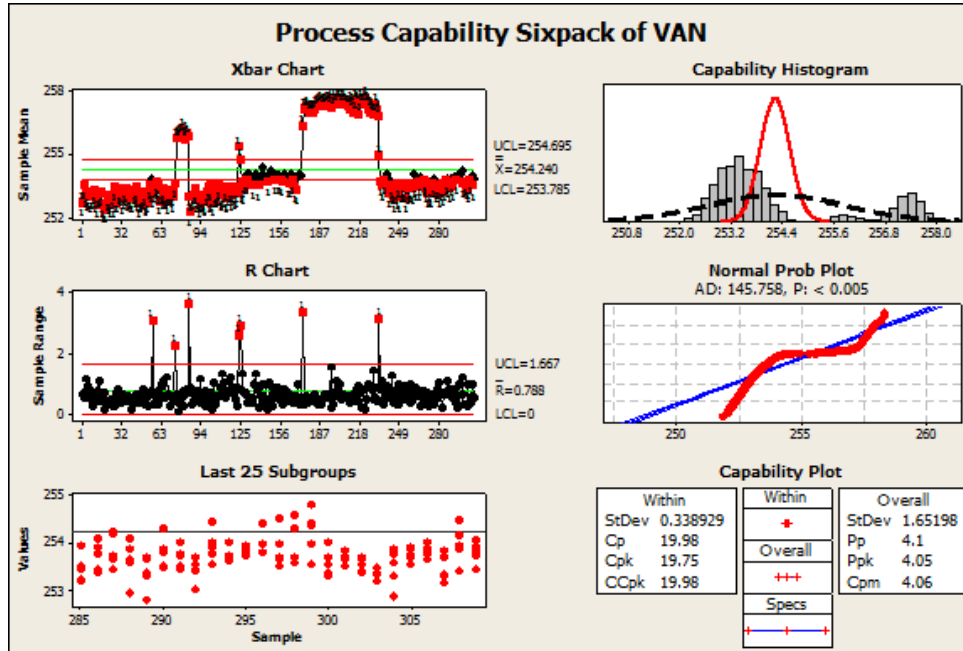 Process Capability Sixpack of VAN
Xbar Chart
Sample Mean
258
255
252
1 32 63 94 125 156 187 218 249 280
UCL=254.695
X=254.240
LCL=253.785
Capability Histogram
250.8 252.0 253.2 254.4 255.6 256.8 258.0
R Chart
Sample Range
4
2
0
1 32 63 94 125 156 187 218 249 280
UCL=1.667
R=0.788
LCL=0
Normal Prob Plot
AD: 145.758, P: < 0.005
250 255 260
Last 25 Subgroups
Values
255
254
253
285 290 295 300 305
Sample
Capability Plot
Within
StDev 0.338929
Cp 19.98
Cpk 19.75
CCpk 19.98
Within
Overall
Specs
Overall
StDev 1.65198
Pp 4.1
Ppk 4.05
Cpm 4.06